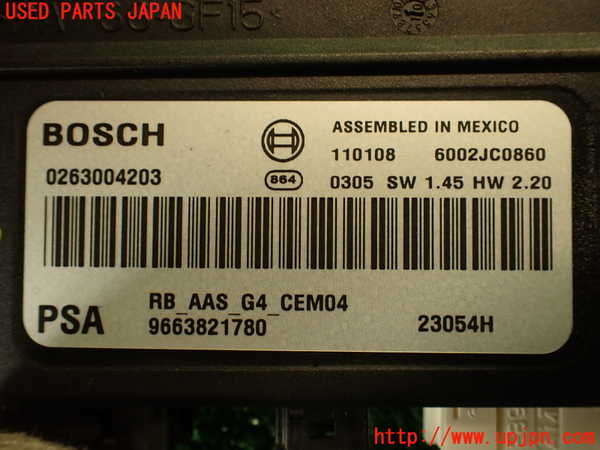 USED PARTS JAPAN
GF15<
BOSCH
ASSEMBLED IN MEXICO
110108 6002JC0860
0263004203
864
0305 SW 1.45 HW 2.20
PSA
RB_AAS_G4_CEM04
9663821780
23054H
http://www.upjpn.com/